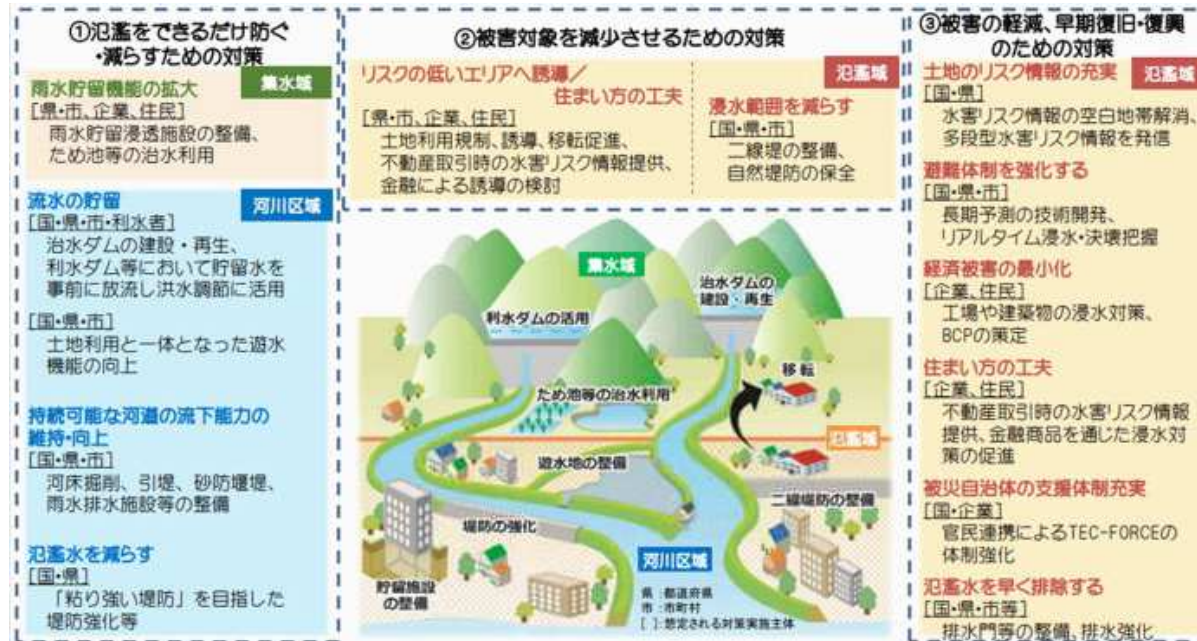 ①氾濫をできるだけ防ぐ
・減らすための対策
集水域
雨水貯留機能の拡大
[県・市、企業、住民]
雨水貯留浸透施設の整備、
ため池等の治水利用
流水の貯留
河川区域
[国・県・市・利水者]
治水ダムの建設・再生、
利水ダム等において貯留水を
事前に放流し洪水調節に活用
[国・県・市]
土地利用と一体となった遊水
機能の向上
持続可能な河道の流下能力の
維持・向上
[国・県・市]
河床掘削、引堤、砂防堰堤、
雨水排水施設等の整備
氾濫水を減らす
[国・県]
「粘り強い堤防」を目指した
堤防強化等
②被害対象を減少させるための対策
リスクの低いエリアへ誘導／
住まい方の工夫
[県・市、企業、住民]
土地利用規制、誘導、移転促進、
不動産取引時の水害リスク情報提供、
金融による誘導の検討
氾濫域
浸水範囲を減らす
[国・県・市]
二線堤の整備、
自然堤防の保全
集水域
治水ダムの
建設・再生
利水ダムの活用
移転
ため池等の治水利用
氾濫域
遊水地の整備
二線堤防の整備
堤防の強化
河川区域
貯留施設
の整備
県：都道府県
市：市町村
[ ]：想定される対策実施主体
③被害の軽減、早期復旧・復興
のための対策
土地のリスク情報の充実
氾濫域
[国・県]
水害リスク情報の空白地帯解消、
多段型水害リスク情報を発信
避難体制を強化する
[国・県・市]
長期予測の技術開発、
リアルタイム浸水・決壊把握
経済被害の最小化
[企業、住民]
工場や建築物の浸水対策、
BCPの策定
住まい方の工夫
[企業、住民]
不動産取引時の水害リスク情報
提供、金融商品を通じた浸水対
策の促進
被災自治体の支援体制充実
[国・企業]
官民連携によるTEC-FORCEの
体制強化
氾濫水を早く排除する
[国・県・市等]
排水門等の整備、排水強化